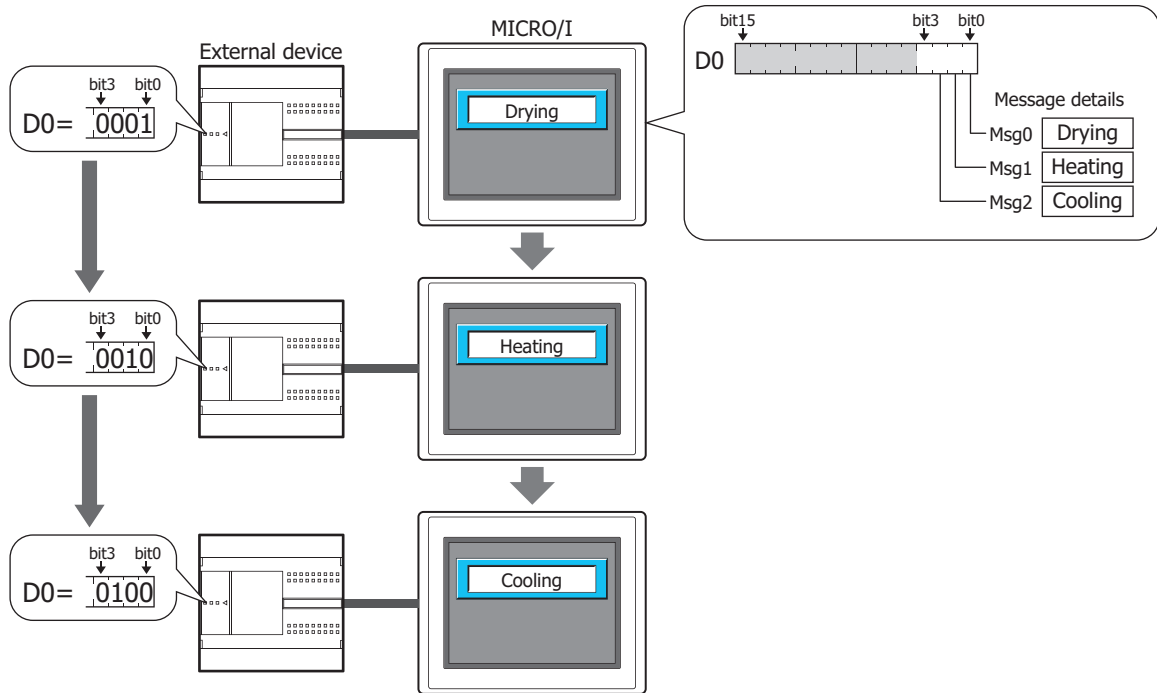 External device
MICRO/I
bit3 bit0
D0= 0001
Drying
bit15 bit3 bit0
D0
Message details
Msg0 Drying
Msg1 Heating
Msg2 Cooling
bit3 bit0
D0= 0010
Heating
bit3 bit0
D0= 0100
Cooling